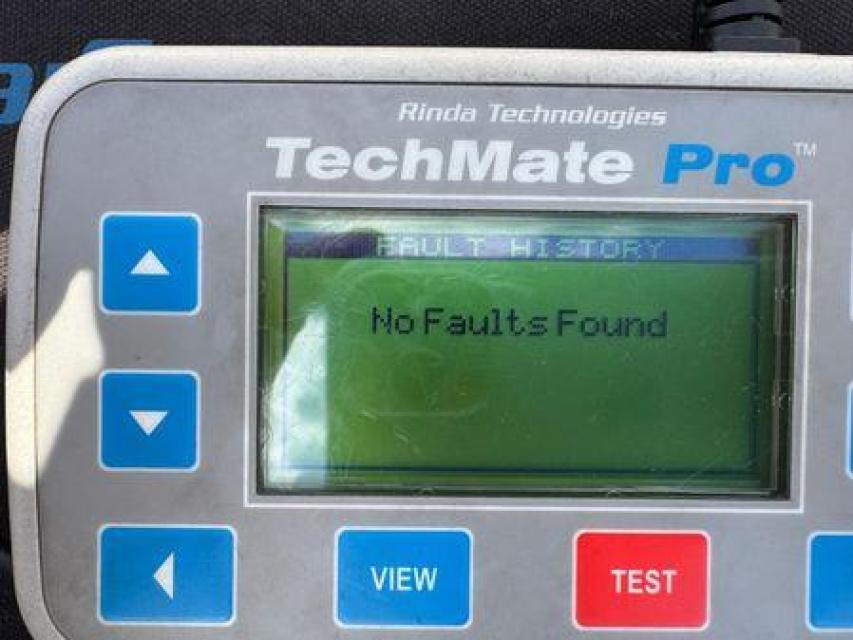 Rinda Technologies
TechMate Pro™
FAULT HISTORY
No Faults Found
VIEW
TEST